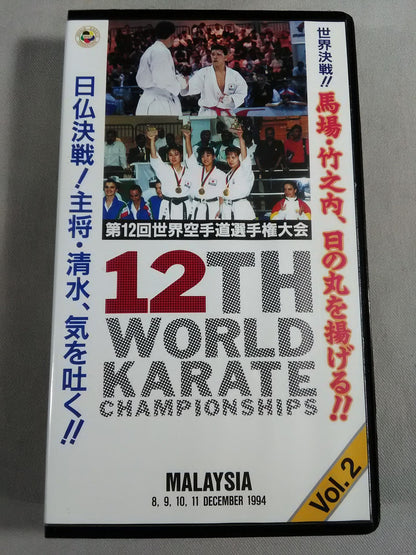 世界決戦!!
馬場・竹之内、日の丸を揚げる!!
日仏決戦!主将・清水、気を吐く!!
第12回世界空手道選手権大会
12TH
WORLD
KARATE
CHAMPIONSHIPS
MALAYSIA
8, 9, 10, 11 DECEMBER 1994
Vol. 2